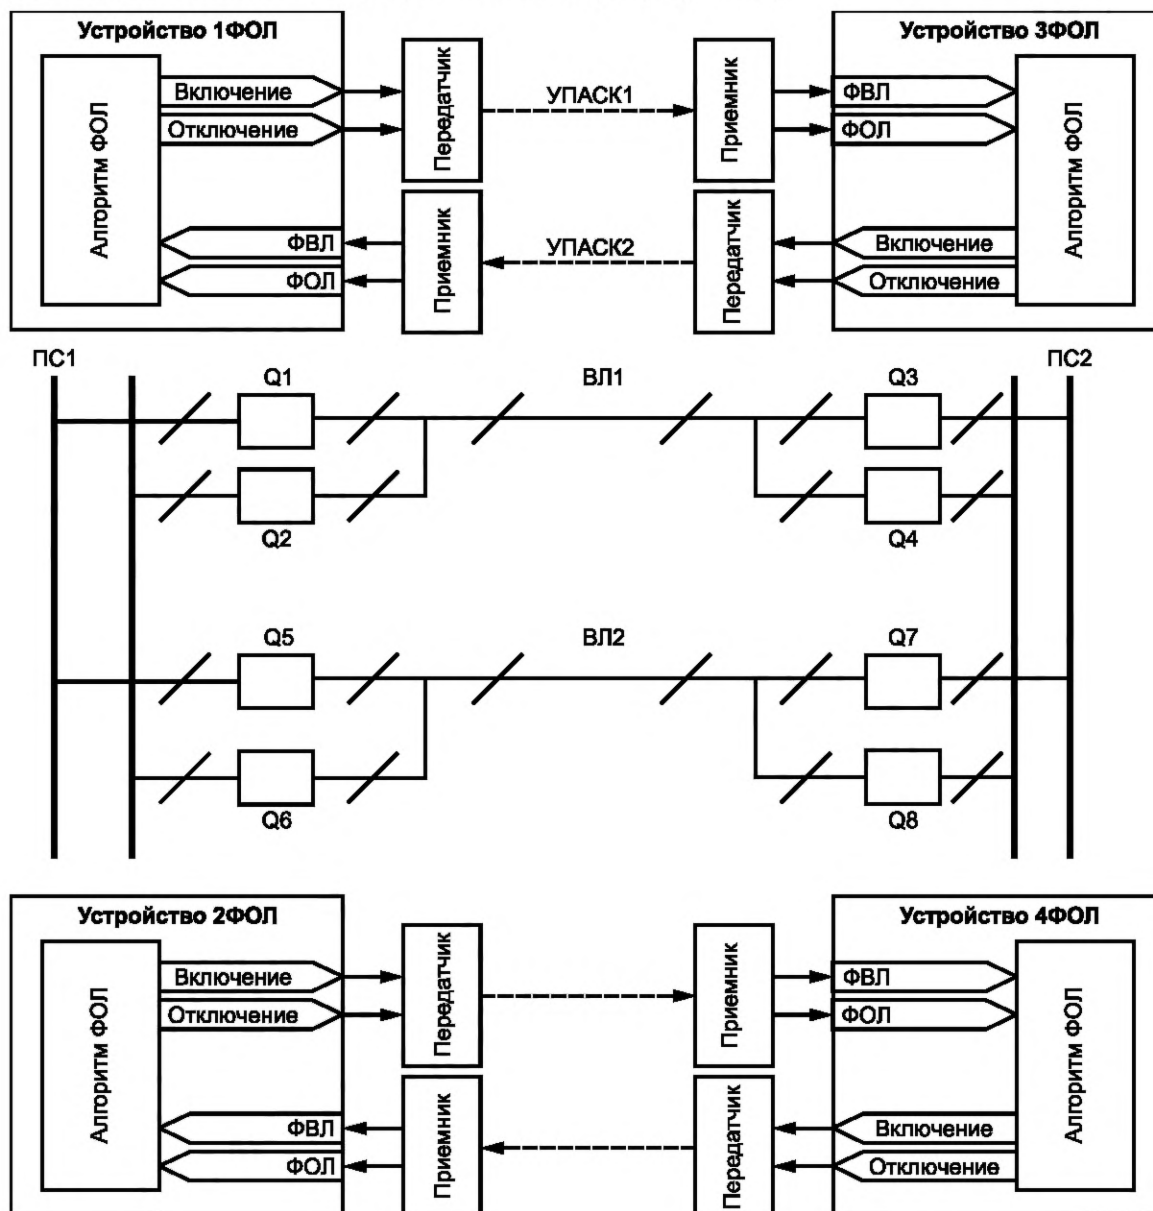 Устройство 1ФОЛ
Устройство 3ФОЛ
Алгоритм ФОЛ
Включение
Отключение
ФВЛ
ФОЛ
Передатчик
Приемник
УПАСК1
УПАСК2
Приемник
Передатчик
ФВЛ
ФОЛ
Включение
Отключение
Алгоритм ФОЛ
ПС1
Q1
ВЛ1
Q3
ПС2
Q2
Q4
Q5
ВЛ2
Q7
Q6
Q8
Устройство 2ФОЛ
Устройство 4ФОЛ
Алгоритм ФОЛ
Включение
Отключение
ФВЛ
ФОЛ
Передатчик
Приемник
Приемник
Передатчик
ФВЛ
ФОЛ
Включение
Отключение
Алгоритм ФОЛ